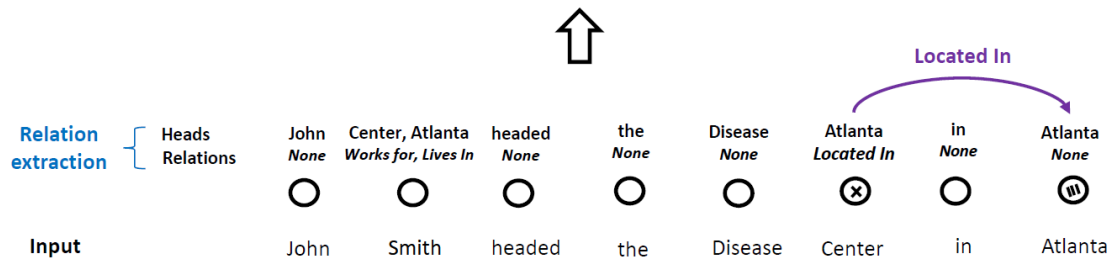 Located In
Relation extraction
Heads John Center, Atlanta headed the Disease Atlanta in Atlanta
Relations None Works for, Lives In None None None Located In None None
Input John Smith headed the Disease Center in Atlanta